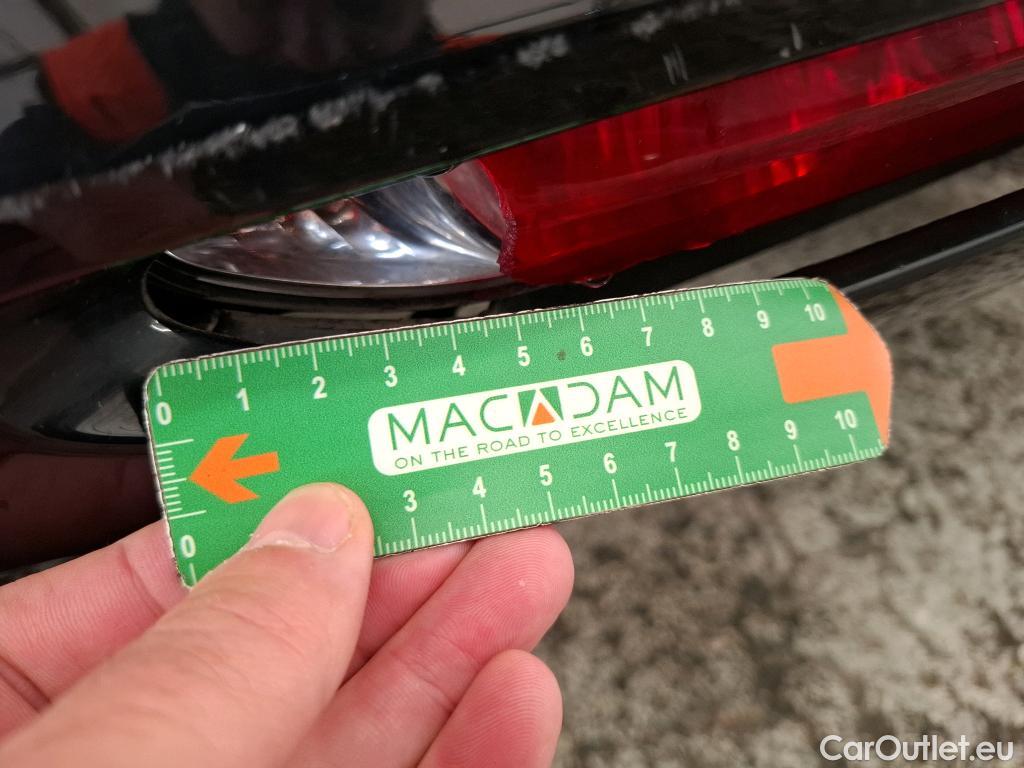 0 1 2 3 4 5 6 7 8 9 10
MACADAM
ON THE ROAD TO EXCELLENCE
0 3 4 5 6 7 8 9 10
CarOutlet.eu